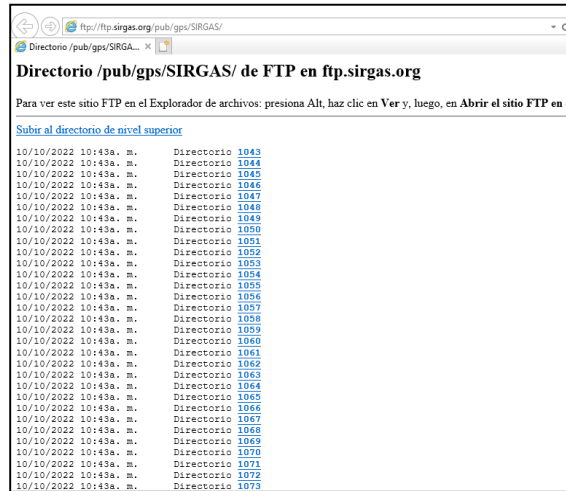 ftp://ftp.sirgas.org/pub/gps/SIRGAS/
Directorio /pub/gps/SIRGA...
Directorio /pub/gps/SIRGAS/ de FTP en ftp.sirgas.org
Para ver este sitio FTP en el Explorador de archivos: presiona Alt, haz clic en Ver y, luego, en Abrir el sitio FTP en
Subir al directorio de nivel superior
10/10/2022 10:43a. m. Directorio 1043
10/10/2022 10:43a. m. Directorio 1044
10/10/2022 10:43a. m. Directorio 1045
10/10/2022 10:43a. m. Directorio 1046
10/10/2022 10:43a. m. Directorio 1047
10/10/2022 10:43a. m. Directorio 1048
10/10/2022 10:43a. m. Directorio 1049
10/10/2022 10:43a. m. Directorio 1050
10/10/2022 10:43a. m. Directorio 1051
10/10/2022 10:43a. m. Directorio 1052
10/10/2022 10:43a. m. Directorio 1053
10/10/2022 10:43a. m. Directorio 1054
10/10/2022 10:43a. m. Directorio 1055
10/10/2022 10:43a. m. Directorio 1056
10/10/2022 10:43a. m. Directorio 1057
10/10/2022 10:43a. m. Directorio 1058
10/10/2022 10:43a. m. Directorio 1059
10/10/2022 10:43a. m. Directorio 1060
10/10/2022 10:43a. m. Directorio 1061
10/10/2022 10:43a. m. Directorio 1062
10/10/2022 10:43a. m. Directorio 1063
10/10/2022 10:43a. m. Directorio 1064
10/10/2022 10:43a. m. Directorio 1065
10/10/2022 10:43a. m. Directorio 1066
10/10/2022 10:43a. m. Directorio 1067
10/10/2022 10:43a. m. Directorio 1068
10/10/2022 10:43a. m. Directorio 1069
10/10/2022 10:43a. m. Directorio 1070
10/10/2022 10:43a. m. Directorio 1071
10/10/2022 10:43a. m. Directorio 1072
10/10/2022 10:43a. m. Directorio 1073